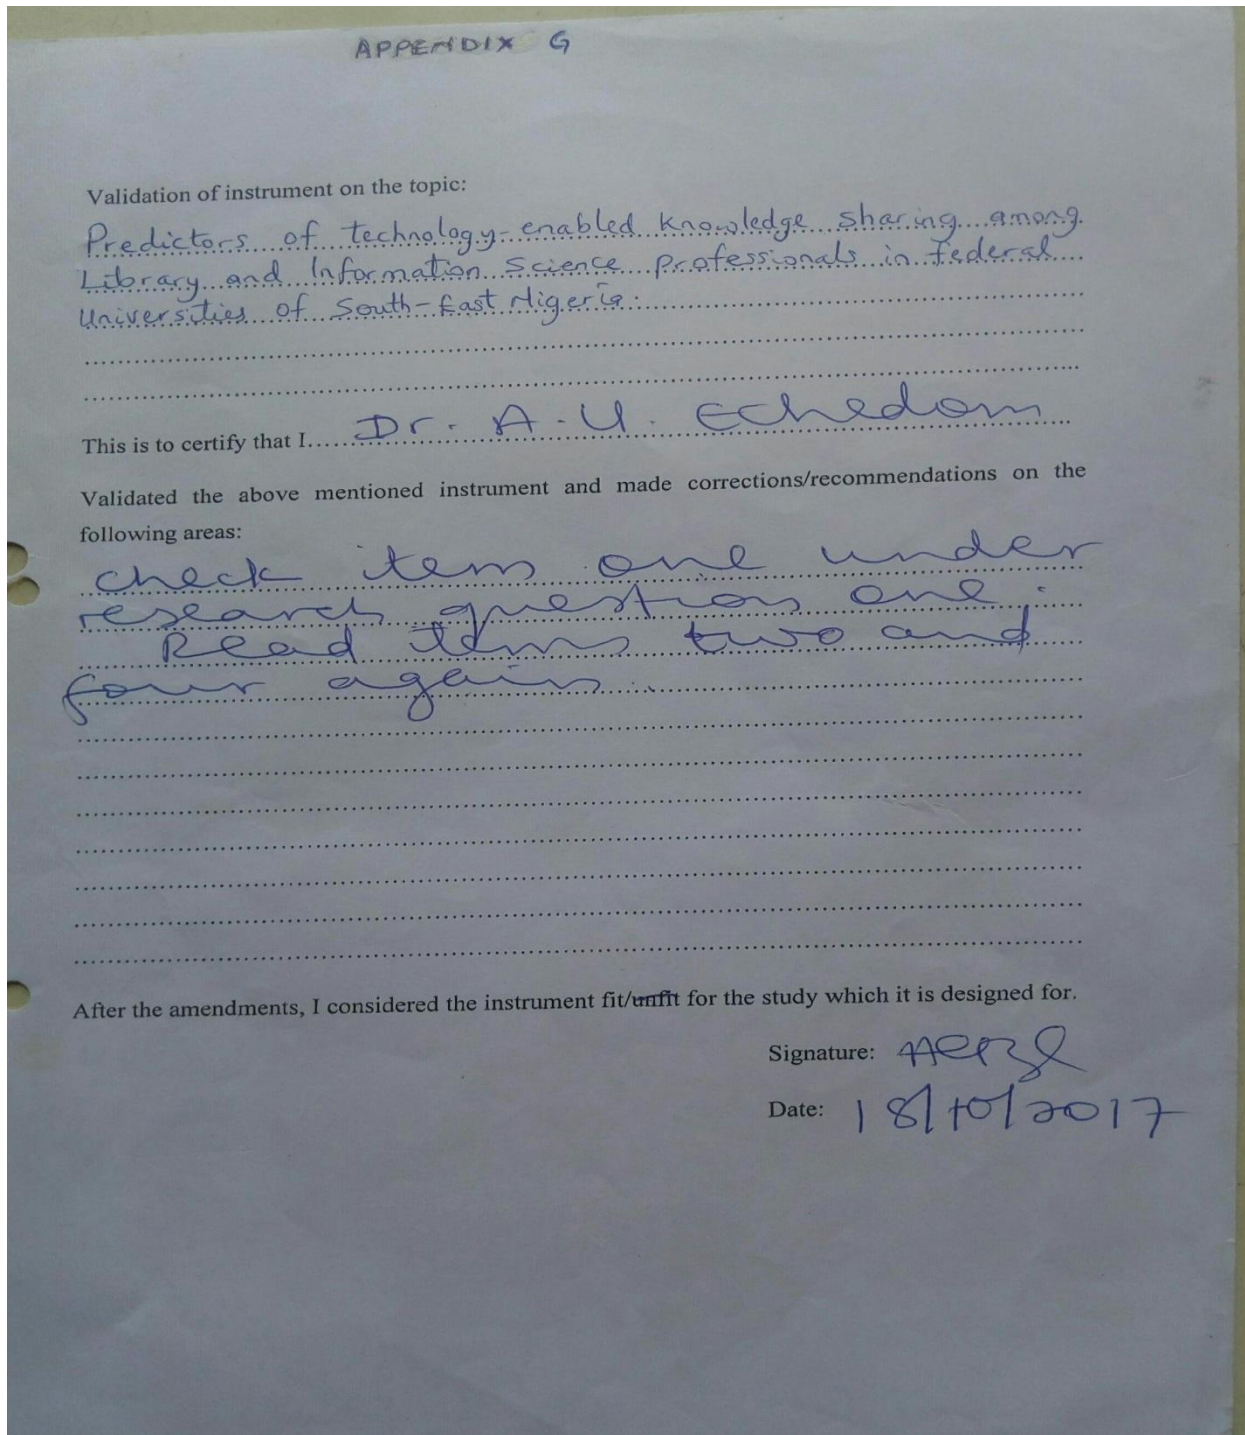 APPENDIX G
Validation of instrument on the topic:
Predictors of technology-enabled knowledge sharing among
Library and Information Science professionals in Federal
Universities of South-East Nigeria.
This is to certify that I Dr. A. U. Echedom
Validated the above mentioned instrument and made corrections/recommendations on the
following areas:
check item one under
research question one.
Read items two and
four again.
After the amendments, I considered the instrument fit/unfit for the study which it is designed for.
Signature:
Date: 18/10/2017